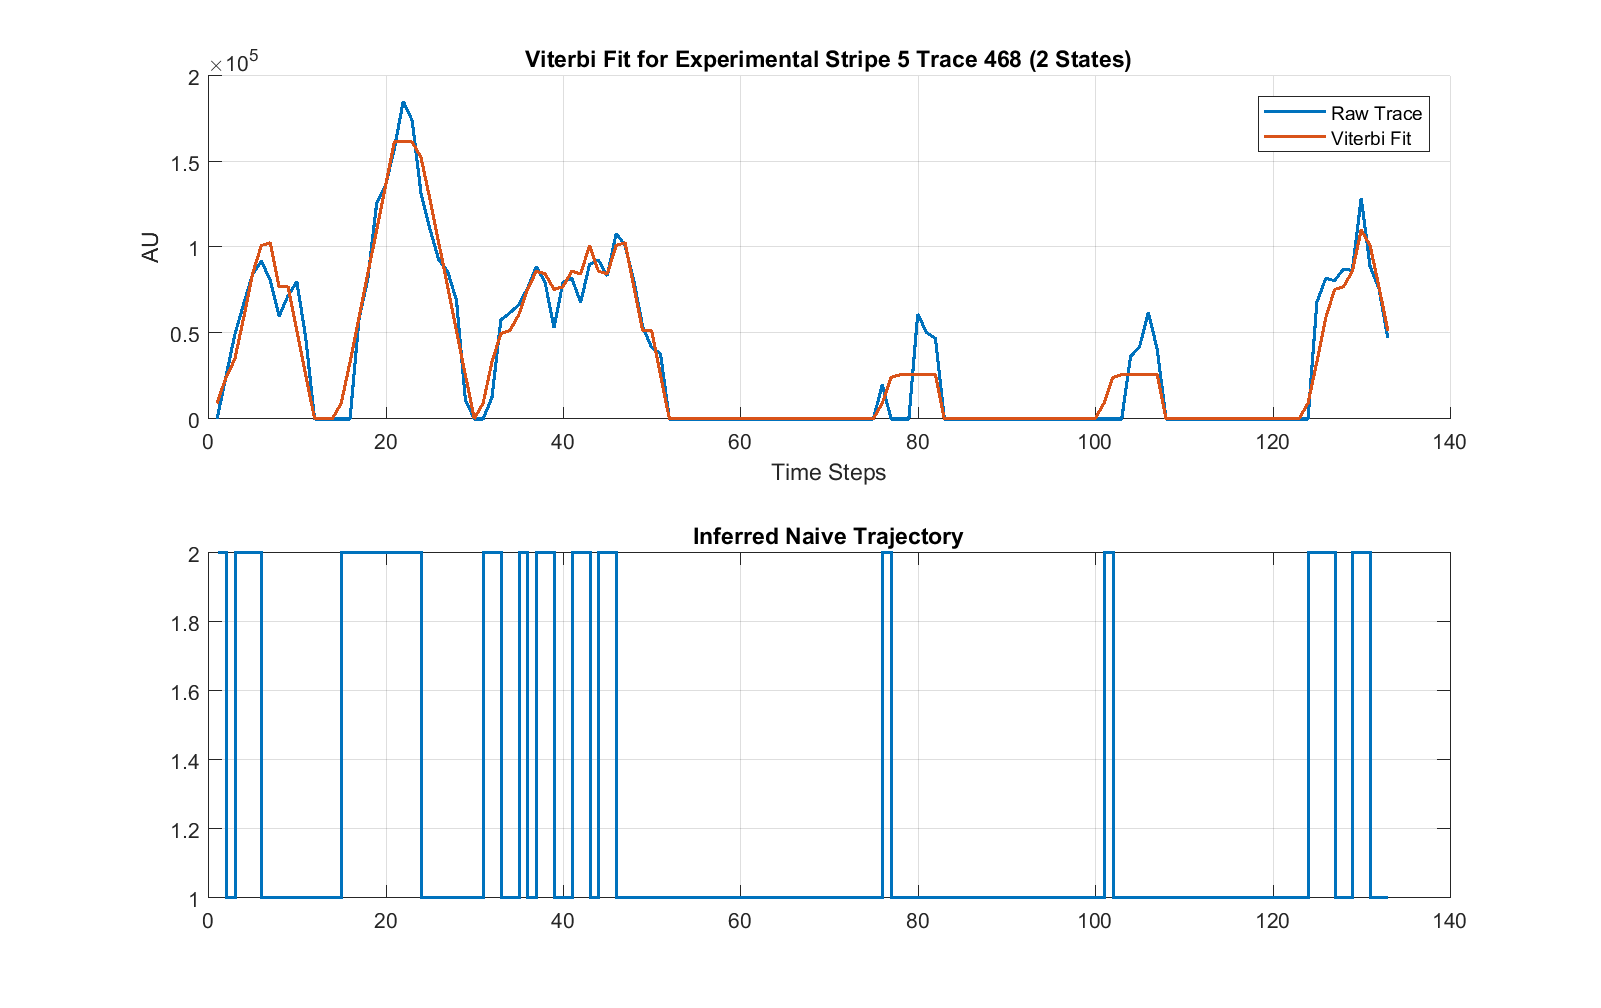 Viterbi Fit for Experimental Stripe 5 Trace 468 (2 States)
×10^5
2
1.5
1
0.5
0
AU
Raw Trace
Viterbi Fit
0 20 40 60 80 100 120 140
Time Steps
Inferred Naive Trajectory
2
1.8
1.6
1.4
1.2
1
0 20 40 60 80 100 120 140